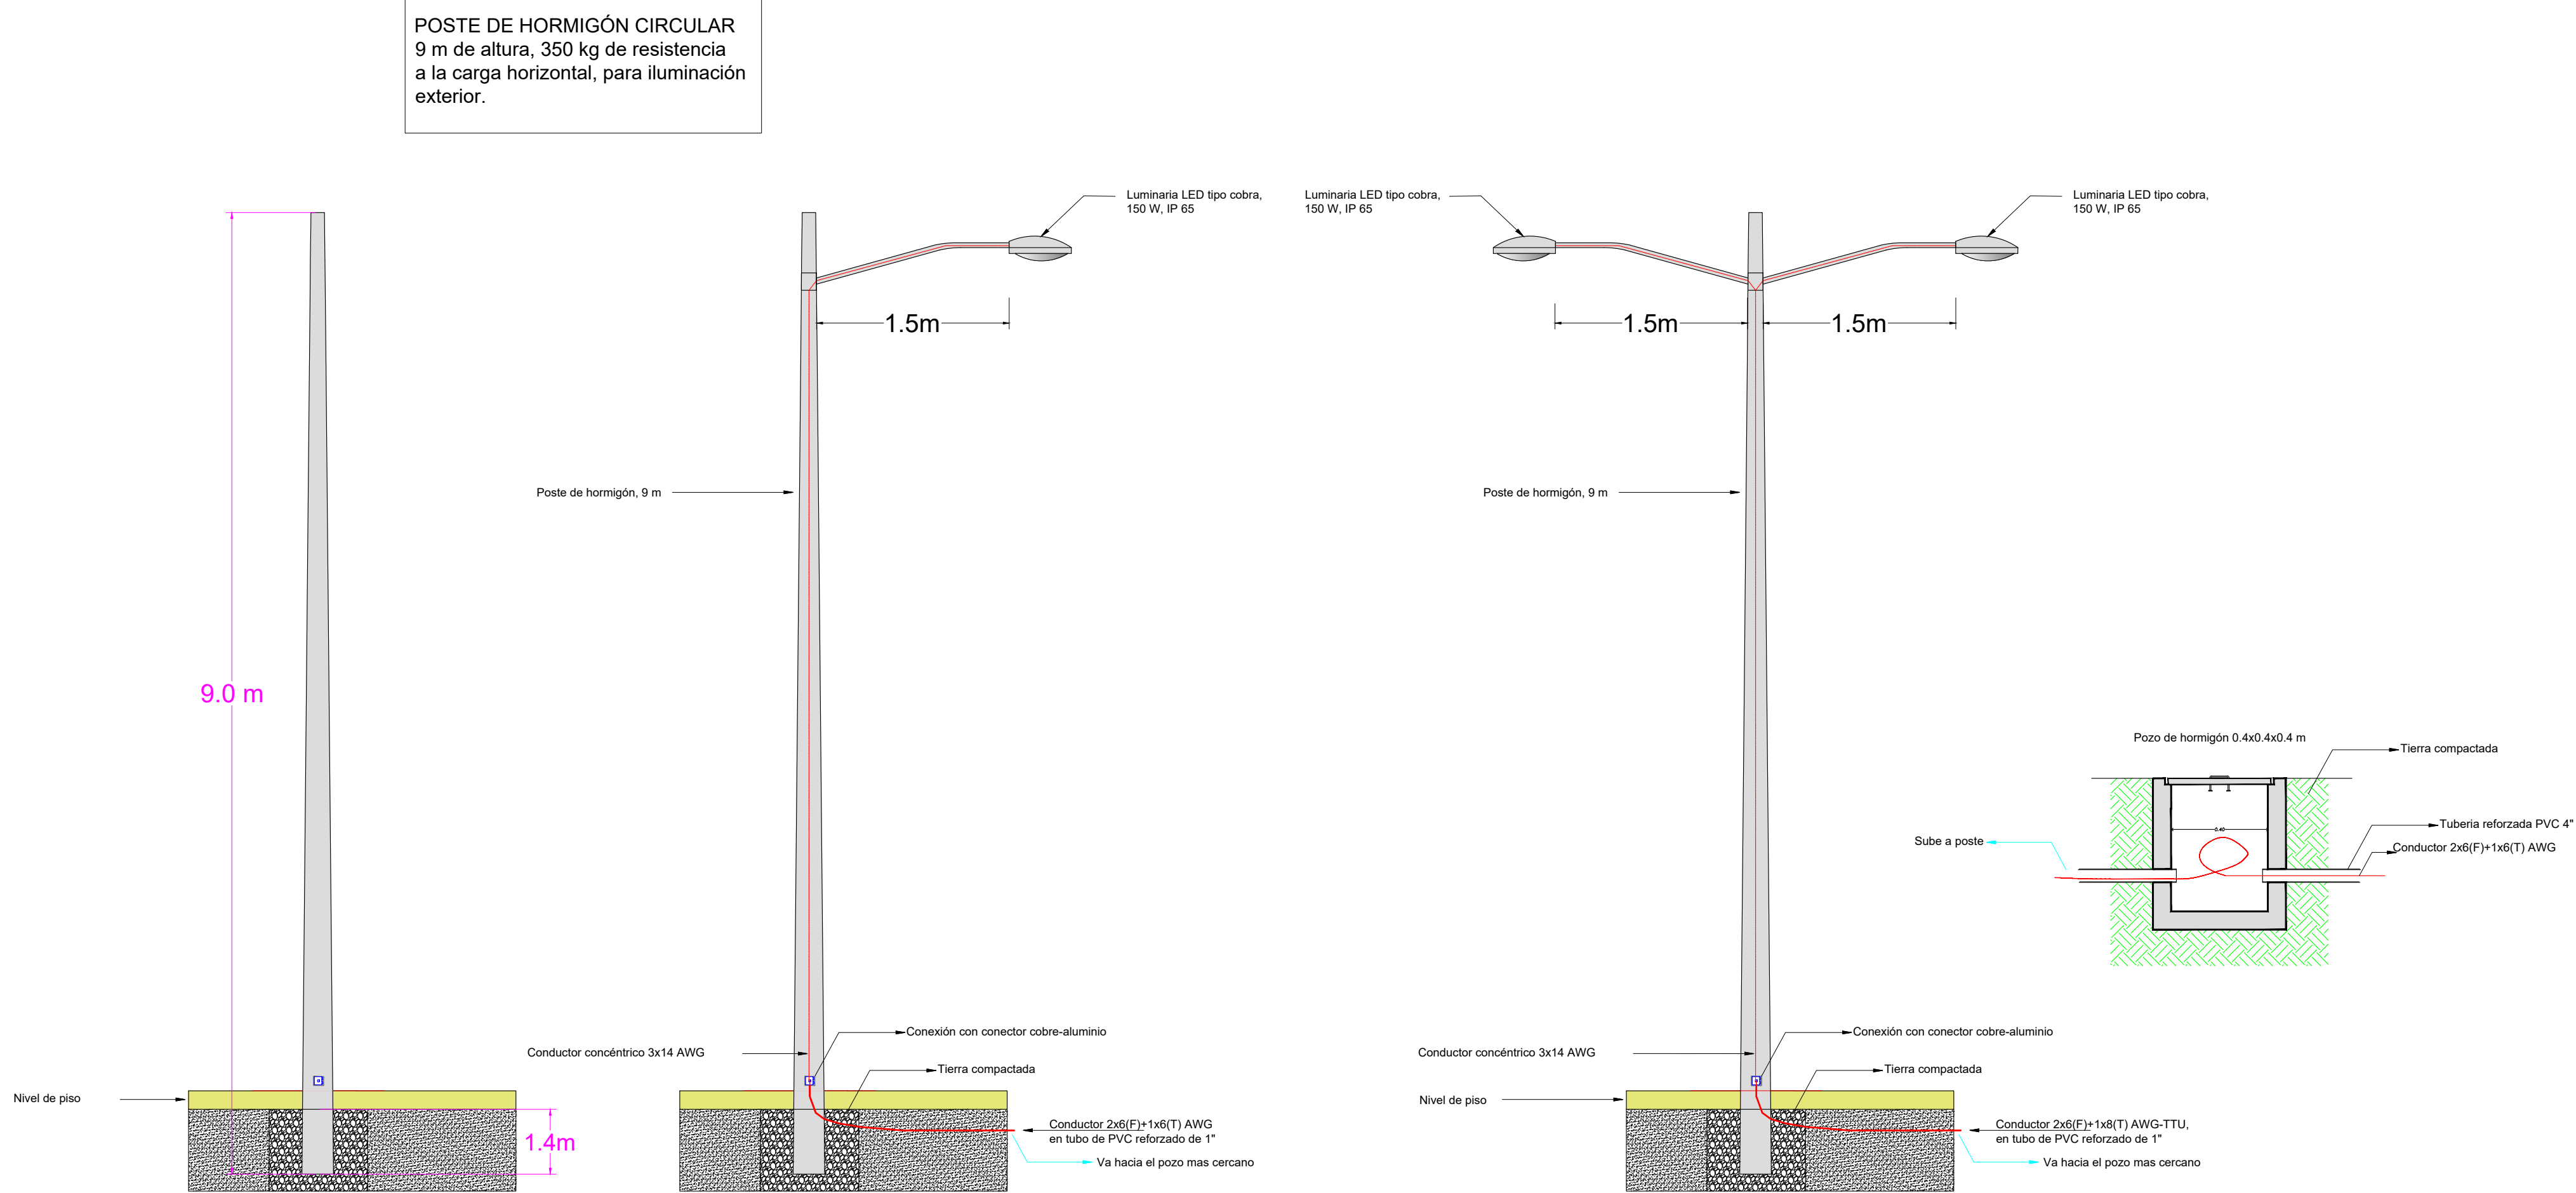 POSTE DE HORMIGÓN CIRCULAR
9 m de altura, 350 kg de resistencia
a la carga horizontal, para iluminación
exterior.
Luminaria LED tipo cobra,
150 W, IP 65
Luminaria LED tipo cobra,
150 W, IP 65
Luminaria LED tipo cobra,
150 W, IP 65
1.5m
1.5m
1.5m
Poste de hormigón, 9 m
Poste de hormigón, 9 m
9.0 m
Pozo de hormigón 0.4x0.4x0.4 m
Tierra compactada
0.40
Tuberia reforzada PVC 4"
Sube a poste
Conductor 2x6(F)+1x6(T) AWG
Conexión con conector cobre-aluminio
Conductor concéntrico 3x14 AWG
Tierra compactada
Conexión con conector cobre-aluminio
Conductor concéntrico 3x14 AWG
Tierra compactada
Nivel de piso
Nivel de piso
1.4m
Conductor 2x6(F)+1x6(T) AWG
en tubo de PVC reforzado de 1"
Va hacia el pozo mas cercano
Conductor 2x6(F)+1x8(T) AWG-TTU,
en tubo de PVC reforzado de 1"
Va hacia el pozo mas cercano